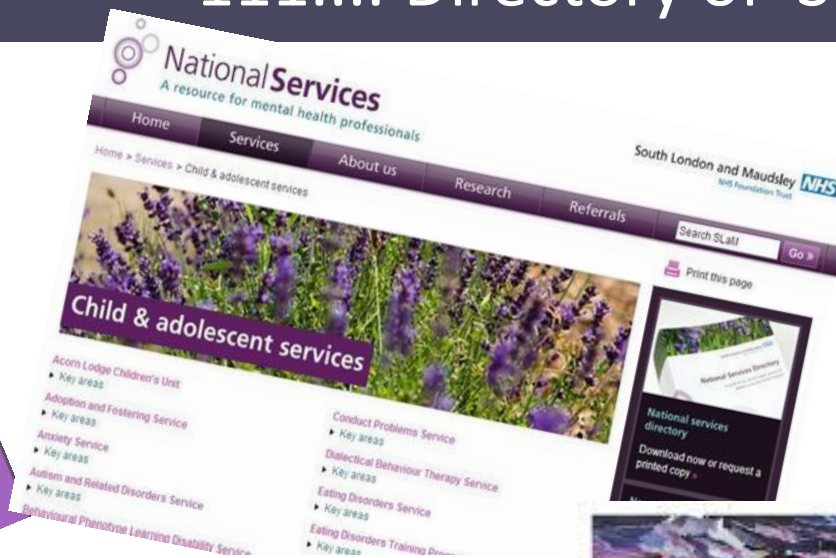 Directory of
National Services
A resource for mental health professionals
South London and Maudsley NHS
NHS Foundation Trust
Home
Services
About us
Research
Referrals
Search SLaM
Go »
Home > Services > Child & adolescent services
Print this page
Child & adolescent services
Acorn Lodge Children's Unit
Key areas
Adoption and Fostering Service
Key areas
Anxiety Service
Key areas
Autism and Related Disorders Service
Key areas
Behavioural Phenotype Learning Disability Service
Conduct Problems Service
Key areas
Dialectical Behaviour Therapy Service
Key areas
Eating Disorders Service
Key areas
Eating Disorders Training
Key areas
National Services Directory
National services
directory
Download now or request a
printed copy »